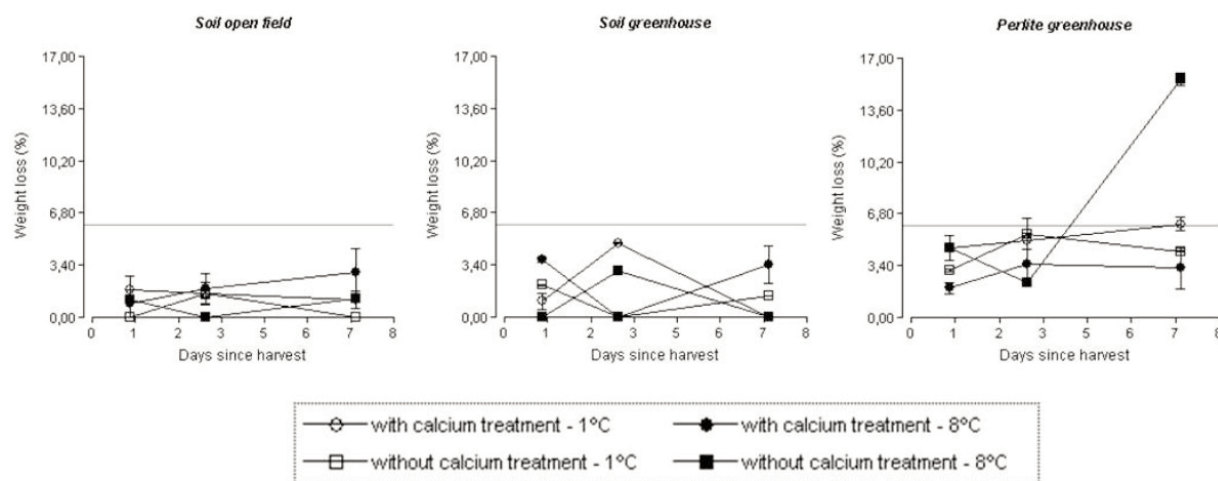 Soil open field
17,00
13,60
10,20
6,80
3,40
0,00
Weight loss (%)
0 1 2 3 4 5 6 7 8
Days since harvest
Soil greenhouse
17,00
13,60
10,20
6,80
3,40
0,00
Weight loss (%)
0 1 2 3 4 5 6 7 8
Days since harvest
Perlite greenhouse
17,00
13,60
10,20
6,80
3,40
0,00
Weight loss (%)
0 1 2 3 4 5 6 7 8
Days since harvest
with calcium treatment - 1°C with calcium treatment - 8°C
without calcium treatment - 1°C without calcium treatment - 8°C